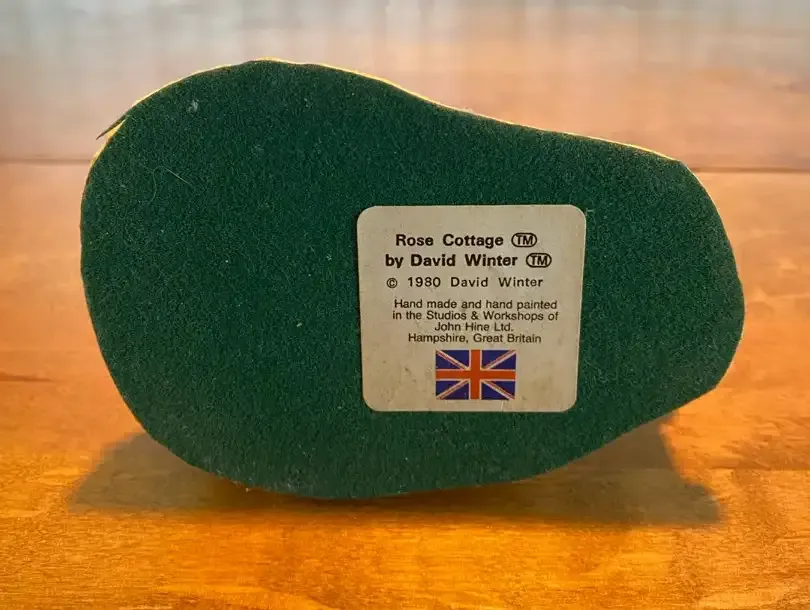 Rose Cottage TM
by David Winter TM
© 1980 David Winter
Hand made and hand painted
in the Studios & Workshops of
John Hine Ltd.
Hampshire, Great Britain